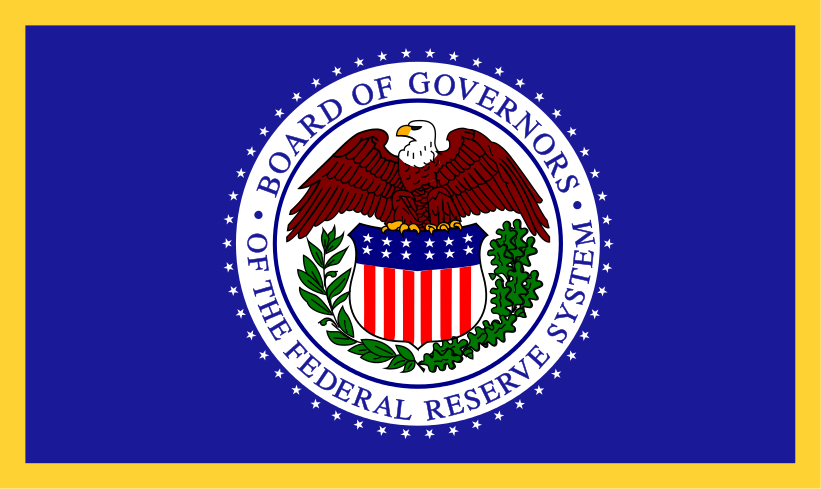 BOARD OF GOVERNORS
OF THE FEDERAL RESERVE SYSTEM